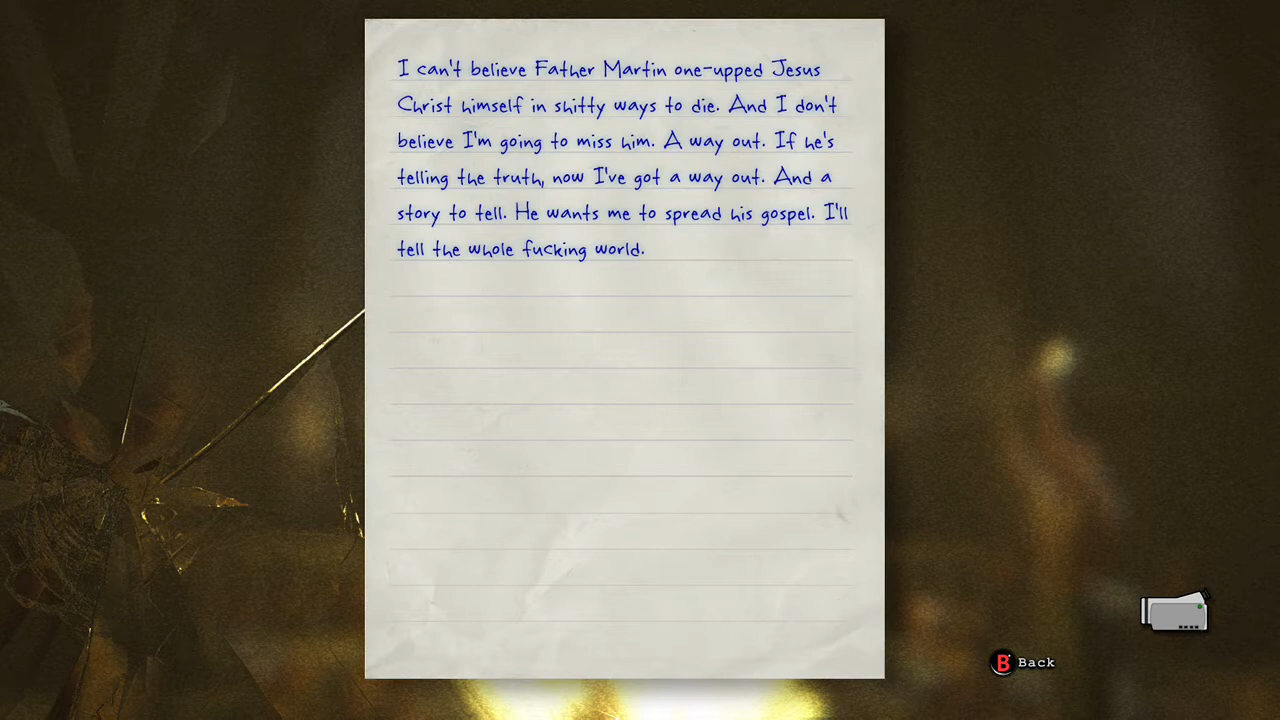 I can't believe Father Martin one-upped Jesus
Christ himself in shitty ways to die. And I don't
believe I'm going to miss him. A way out. If he's
telling the truth, now I've got a way out. And a
story to tell. He wants me to spread his gospel. I'll
tell the whole fucking world.
B Back